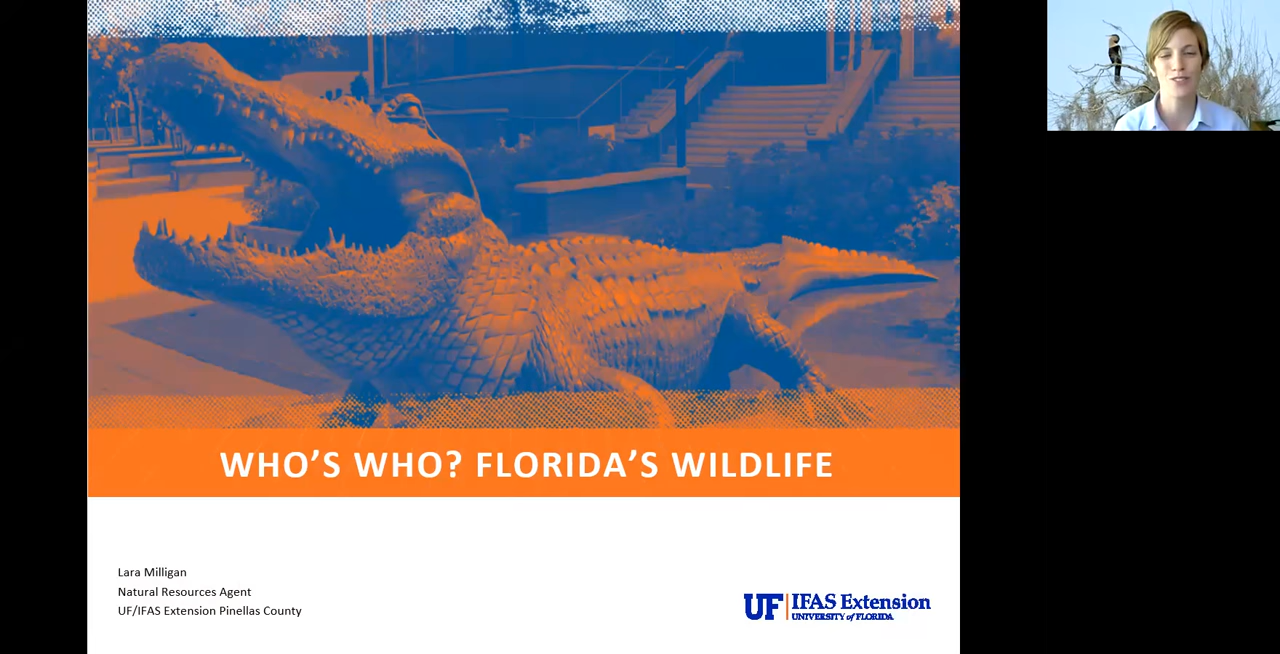 WHO'S WHO? FLORIDA'S WILDLIFE
Lara Milligan
Natural Resources Agent
UF/IFAS Extension Pinellas County
UF IFAS Extension
UNIVERSITY of FLORIDA